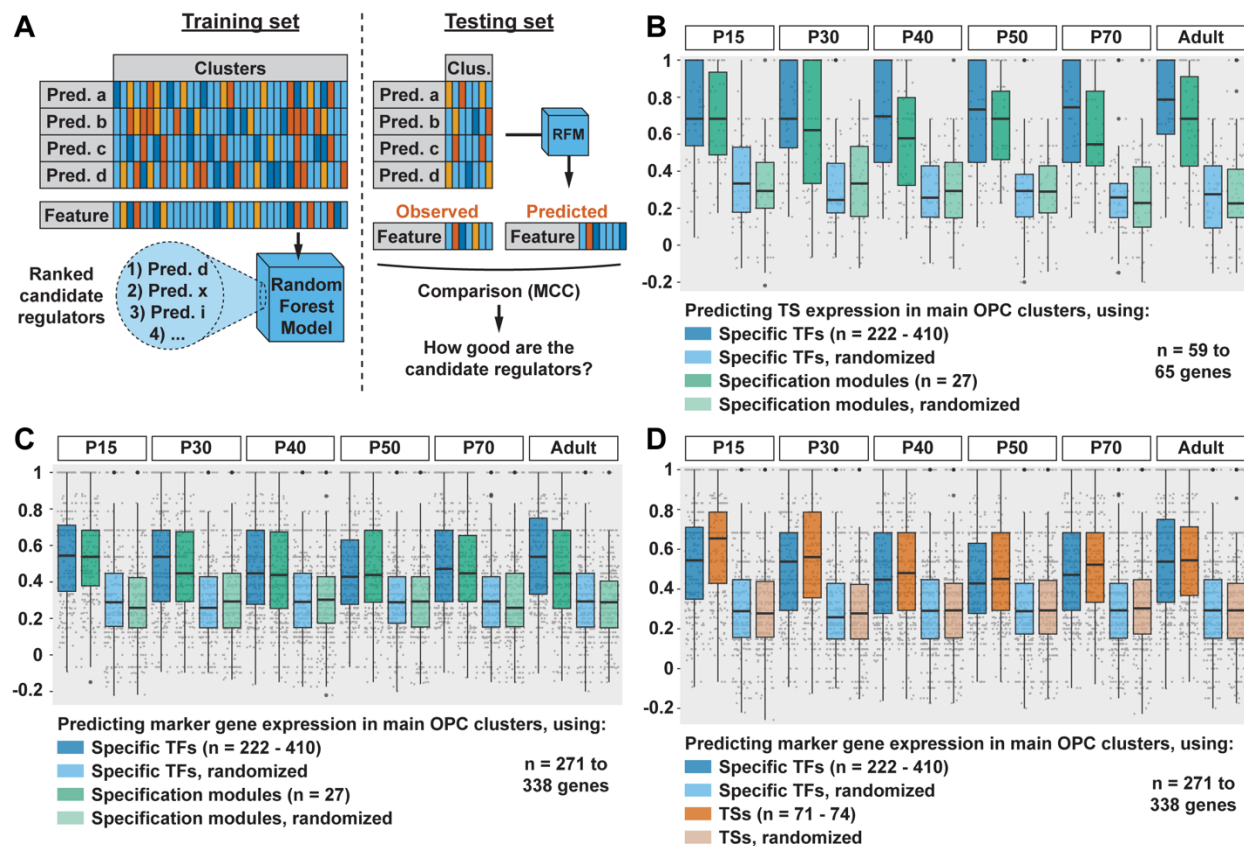 A
Training set
Clusters
Pred. a
Pred. b
Pred. c
Pred. d
Feature
Ranked
candidate
regulators
1) Pred. d
2) Pred. x
3) Pred. i
4) ...
Random
Forest
Model
Testing set
Clus.
Pred. a
Pred. b
Pred. c
Pred. d
RFM
Observed
Predicted
Feature
Feature
Comparison (MCC)
How good are the
candidate regulators?
B
P15 P30 P40 P50 P70 Adult
1
0.6
0.4
0.2
0
-0.2
Predicting TS expression in main OPC clusters, using:
Specific TFs (n = 222 - 410)
Specific TFs, randomized
Specification modules (n = 27)
Specification modules, randomized
n = 59 to
65 genes
C
P15 P30 P40 P50 P70 Adult
1
0.8
0.6
0.4
0.2
0
-0.2
Predicting marker gene expression in main OPC clusters, using:
Specific TFs (n = 222 - 410)
Specific TFs, randomized
Specification modules (n = 27)
Specification modules, randomized
n = 271 to
338 genes
D
P15 P30 P40 P50 P70 Adult
1
0.8
0.6
0.4
0.2
0
-0.2
Predicting marker gene expression in main OPC clusters, using:
Specific TFs (n = 222 - 410)
Specific TFs, randomized
TSs (n = 71 - 74)
TSs, randomized
n = 271 to
338 genes